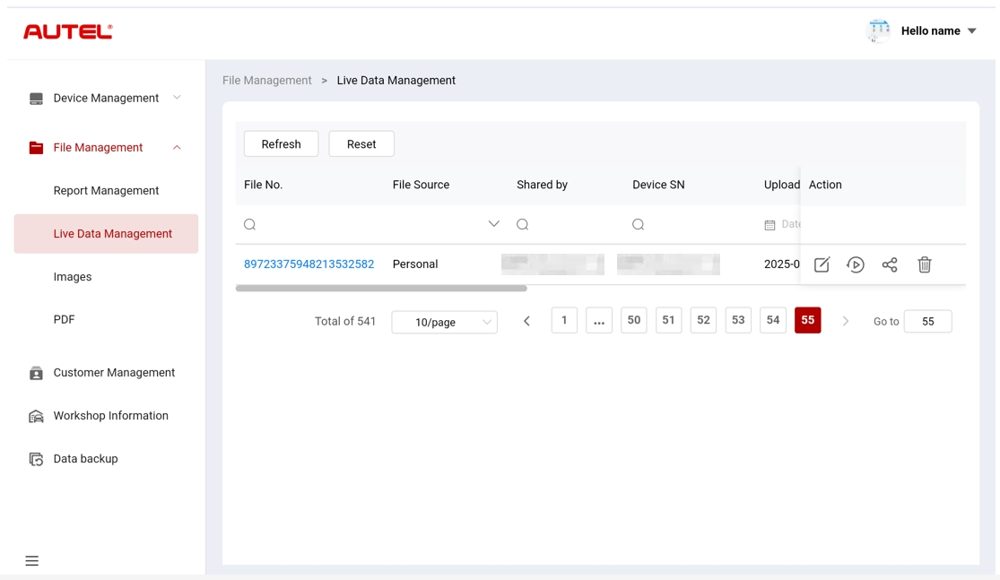 AUTEL®
Hello name
Device Management
File Management
Report Management
Live Data Management
Images
PDF
Customer Management
Workshop Information
Data backup
File Management > Live Data Management
Refresh Reset
File No. File Source Shared by Device SN Upload Action
Date
89723375948213532582 Personal 2025-0
Total of 541 10/page 1 ... 50 51 52 53 54 55 Go to 55